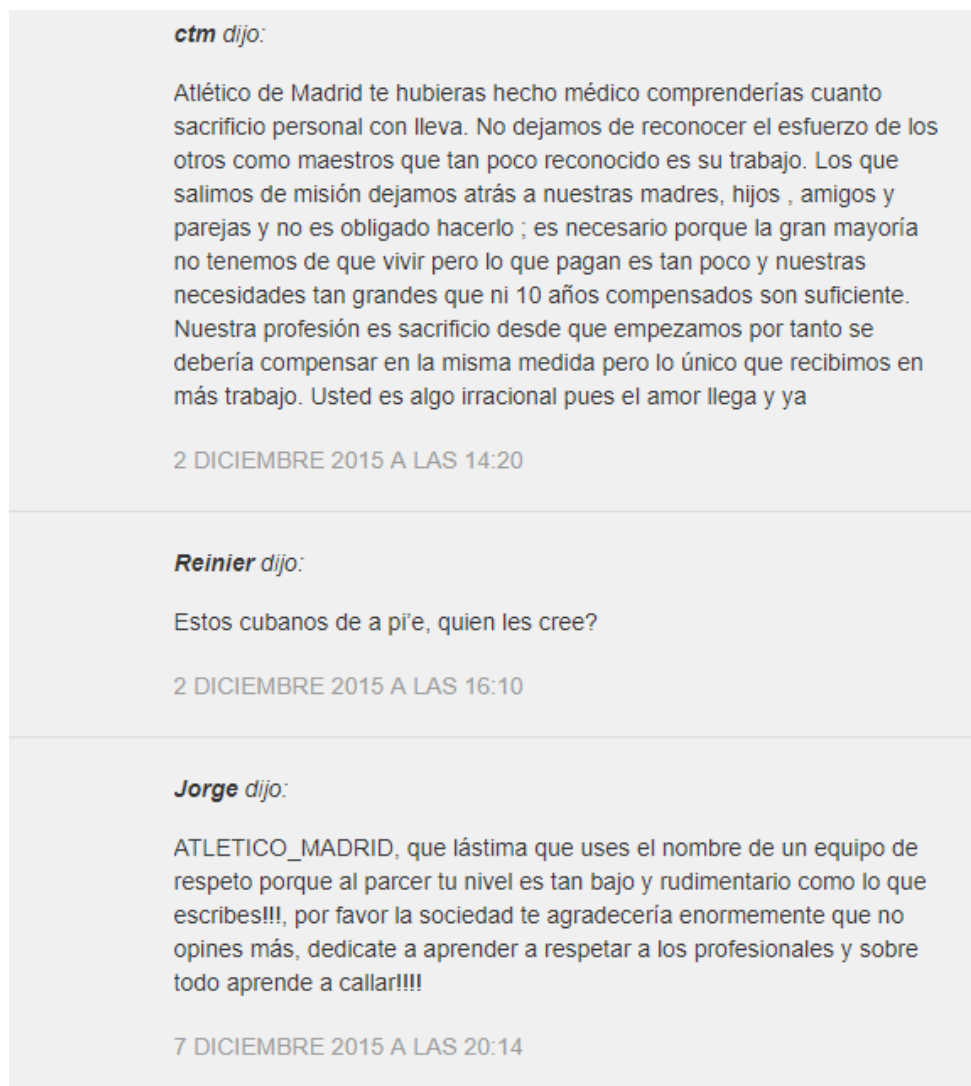 ctm dijo:
Atlético de Madrid te hubieras hecho médico comprenderías cuanto
sacrificio personal con lleva. No dejamos de reconocer el esfuerzo de los
otros como maestros que tan poco reconocido es su trabajo. Los que
salimos de misión dejamos atrás a nuestras madres, hijos , amigos y
parejas y no es obligado hacerlo ; es necesario porque la gran mayoría
no tenemos de que vivir pero lo que pagan es tan poco y nuestras
necesidades tan grandes que ni 10 años compensados son suficiente.
Nuestra profesión es sacrificio desde que empezamos por tanto se
debería compensar en la misma medida pero lo único que recibimos en
más trabajo. Usted es algo irracional pues el amor llega y ya
2 DICIEMBRE 2015 A LAS 14:20
Reinier dijo:
Estos cubanos de a pi’e, quien les cree?
2 DICIEMBRE 2015 A LAS 16:10
Jorge dijo:
ATLETICO_MADRID, que lástima que uses el nombre de un equipo de
respeto porque al parcer tu nivel es tan bajo y rudimentario como lo que
escribes!!!, por favor la sociedad te agradecería enormemente que no
opines más, dedicate a aprender a respetar a los profesionales y sobre
todo aprende a callar!!!!
7 DICIEMBRE 2015 A LAS 20:14